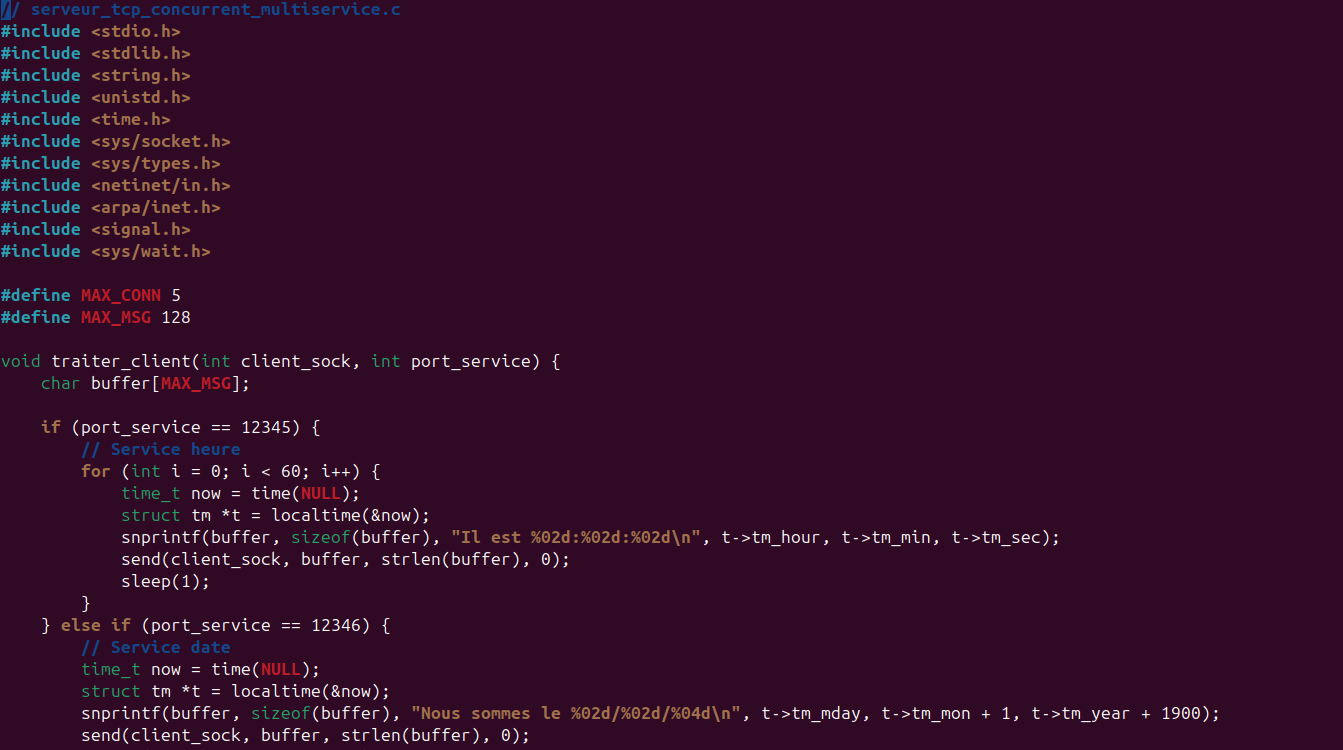 // serveur_tcp_concurrent_multiservice.c
#include <stdio.h>
#include <stdlib.h>
#include <string.h>
#include <unistd.h>
#include <time.h>
#include <sys/socket.h>
#include <sys/types.h>
#include <netinet/in.h>
#include <arpa/inet.h>
#include <signal.h>
#include <sys/wait.h>

#define MAX_CONN 5
#define MAX_MSG 128

void traiter_client(int client_sock, int port_service) {
    char buffer[MAX_MSG];

    if (port_service == 12345) {
        // Service heure
        for (int i = 0; i < 60; i++) {
            time_t now = time(NULL);
            struct tm *t = localtime(&now);
            snprintf(buffer, sizeof(buffer), "Il est %02d:%02d:%02d\n", t->tm_hour, t->tm_min, t->tm_sec);
            send(client_sock, buffer, strlen(buffer), 0);
            sleep(1);
        }
    } else if (port_service == 12346) {
        // Service date
        time_t now = time(NULL);
        struct tm *t = localtime(&now);
        snprintf(buffer, sizeof(buffer), "Nous sommes le %02d/%02d/%04d\n", t->tm_mday, t->tm_mon + 1, t->tm_year + 1900);
        send(client_sock, buffer, strlen(buffer), 0);